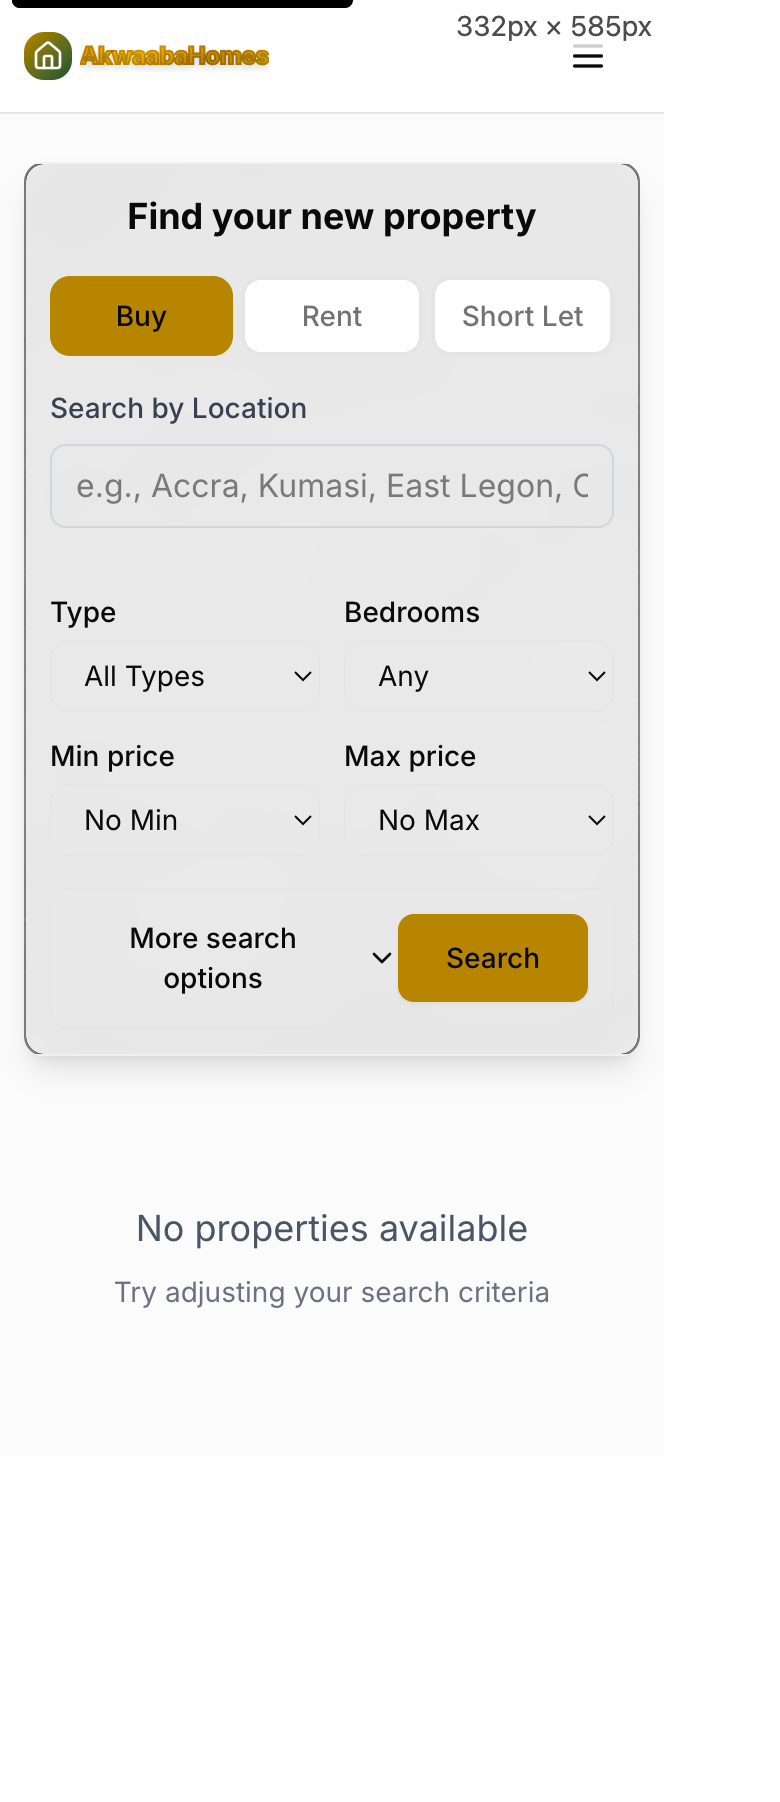 332px × 585px
AkwaabaHomes
Find your new property
Buy
Rent
Short Let
Search by Location
e.g., Accra, Kumasi, East Legon, C
Type
Bedrooms
All Types
Any
Min price
Max price
No Min
No Max
More search
options
Search
No properties available
Try adjusting your search criteria